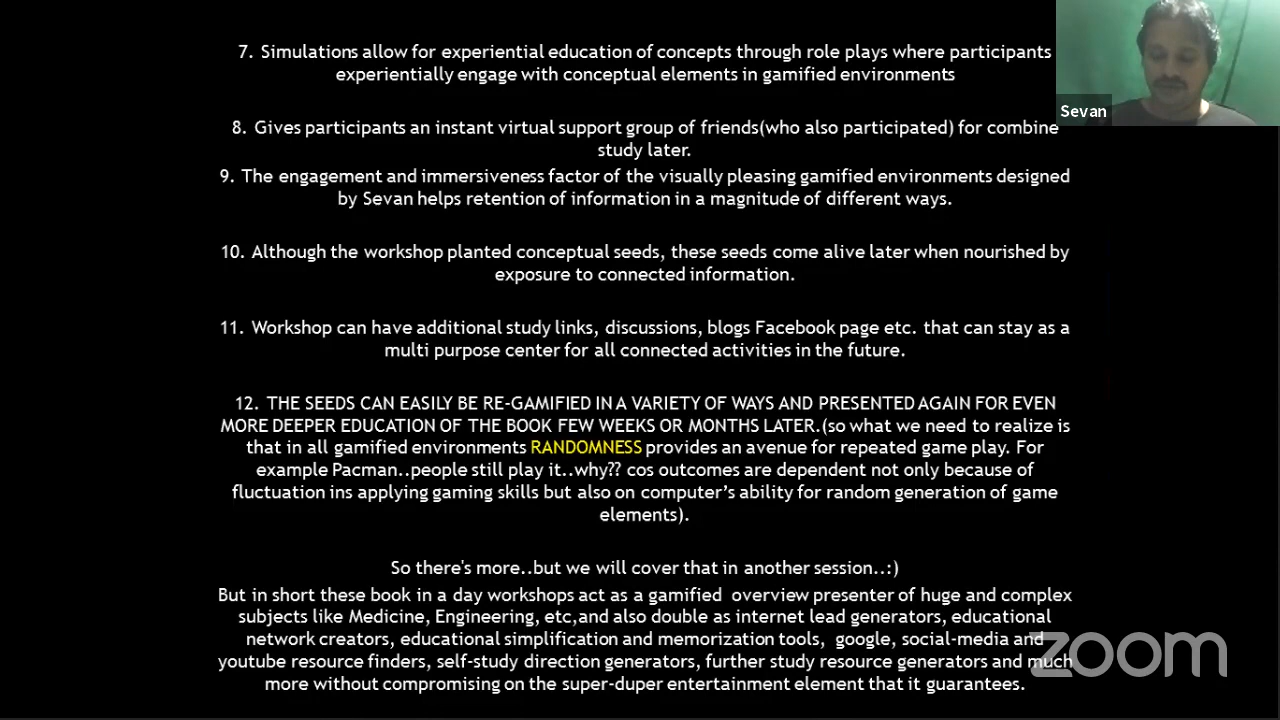 7. Simulations allow for experiential education of concepts through role plays where participants
experientially engage with conceptual elements in gamified environments
Sevan
8. Gives participants an instant virtual support group of friends(who also participated) for combine
study later.
9. The engagement and immersiveness factor of the visually pleasing gamified environments designed
by Sevan helps retention of information in a magnitude of different ways.
10. Although the workshop planted conceptual seeds, these seeds come alive later when nourished by
exposure to connected information.
11. Workshop can have additional study links, discussions, blogs Facebook page etc. that can stay as a
multi purpose center for all connected activities in the future.
12. THE SEEDS CAN EASILY BE RE-GAMIFIED IN A VARIETY OF WAYS AND PRESENTED AGAIN FOR EVEN
MORE DEEPER EDUCATION OF THE BOOK FEW WEEKS OR MONTHS LATER.(so what we need to realize is
that in all gamified environments RANDOMNESS provides an avenue for repeated game play. For
example Pacman..people still play it..why?? cos outcomes are dependent not only because of
fluctuation ins applying gaming skills but also on computer's ability for random generation of game
elements).
So there's more..but we will cover that in another session..:)
But in short these book in a day workshops act as a gamified overview presenter of huge and complex
subjects like Medicine, Engineering, etc,and also double as internet lead generators, educational
network creators, educational simplification and memorization tools, google, social-media and
youtube resource finders, self-study direction generators, further study resource generators and much
more without compromising on the super-duper entertainment element that it guarantees.
zoom